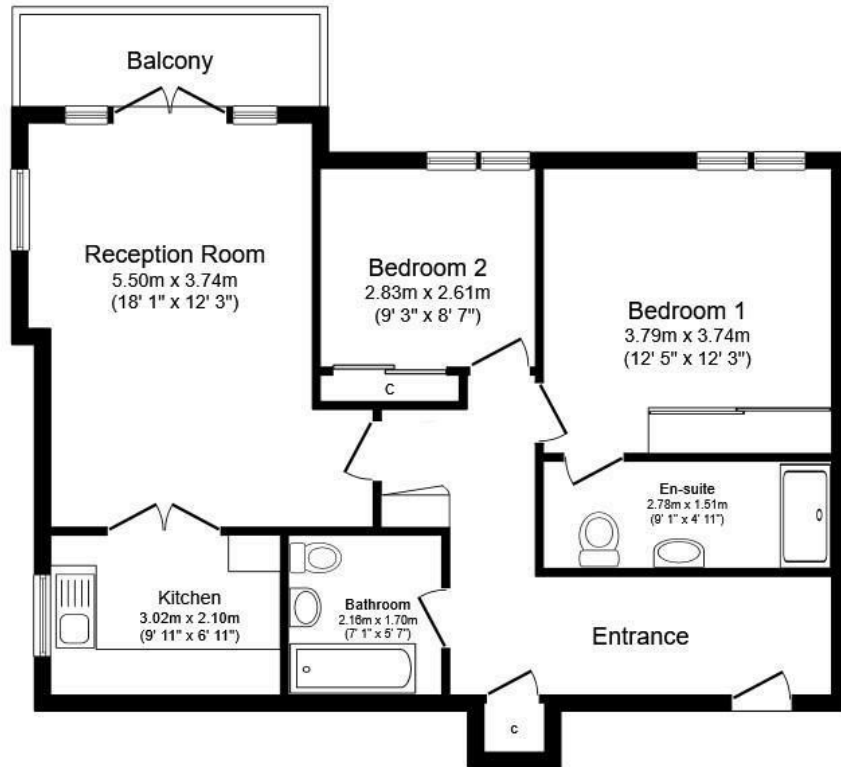 Balcony
Reception Room
5.50m x 3.74m
(18' 1" x 12' 3")
Bedroom 2
2.83m x 2.61m
(9' 3" x 8' 7")
Bedroom 1
3.79m x 3.74m
(12' 5" x 12' 3")
C
En-suite
2.78m x 1.51m
(9' 1" x 4' 11")
Kitchen
3.02m x 2.10m
(9' 11" x 6' 11")
Bathroom
2.16m x 1.70m
(7' 1" x 5' 7")
Entrance
c